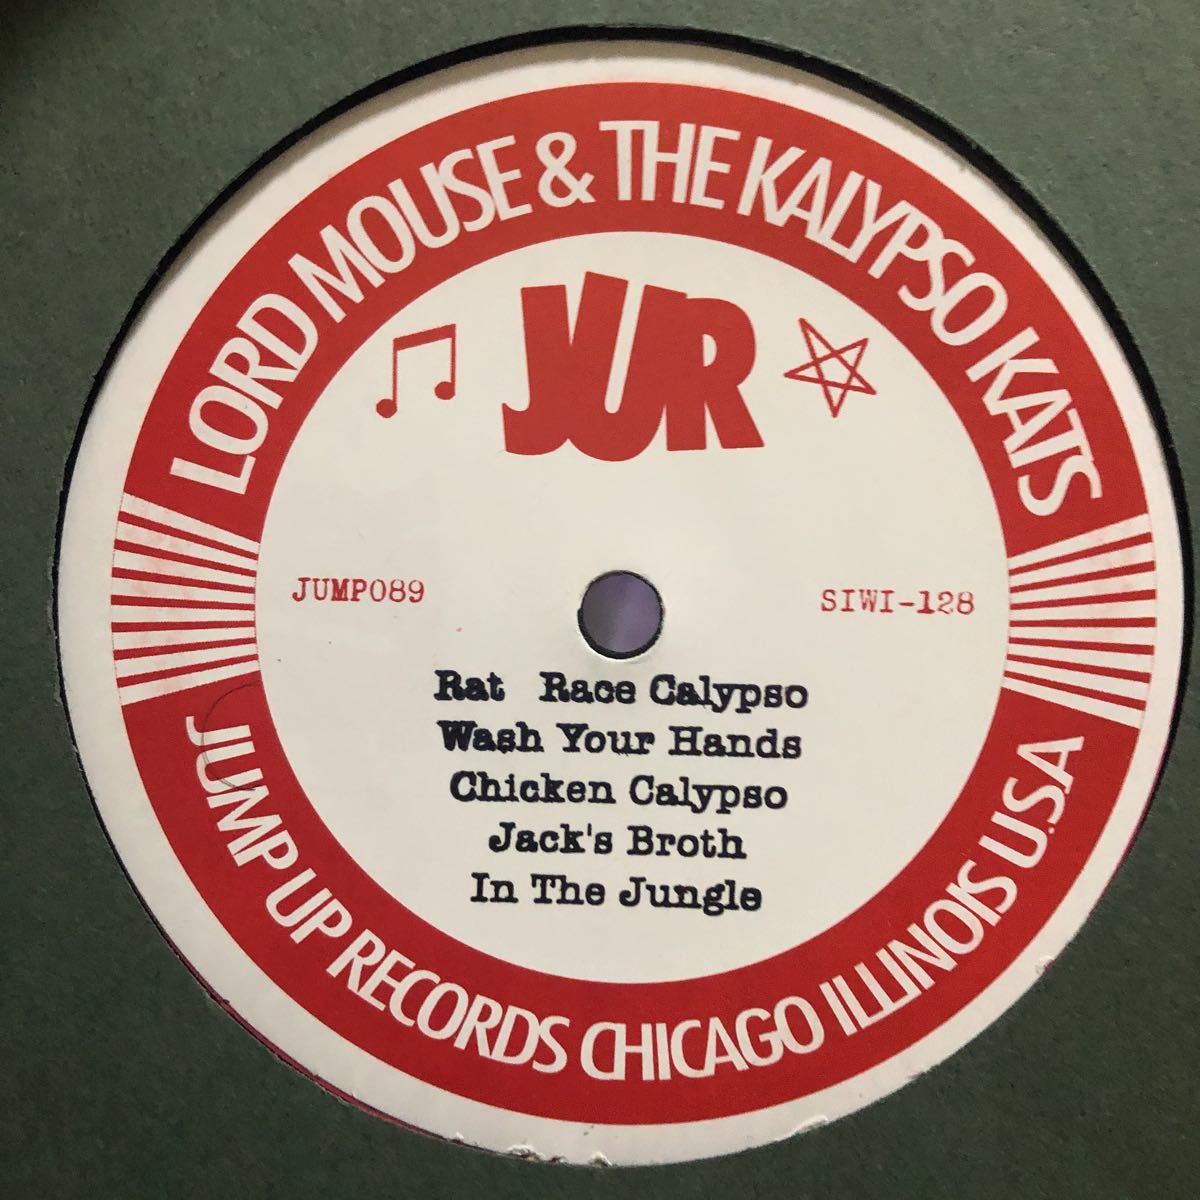 LORD MOUSE & THE KALYPSO KATS
JUR
JUMP089
SIWI-128
Rat Race Calypso
Wash Your Hands
Chicken Calypso
Jack's Broth
In The Jungle
JUMP UP RECORDS CHICAGO ILLINOIS U.S.A